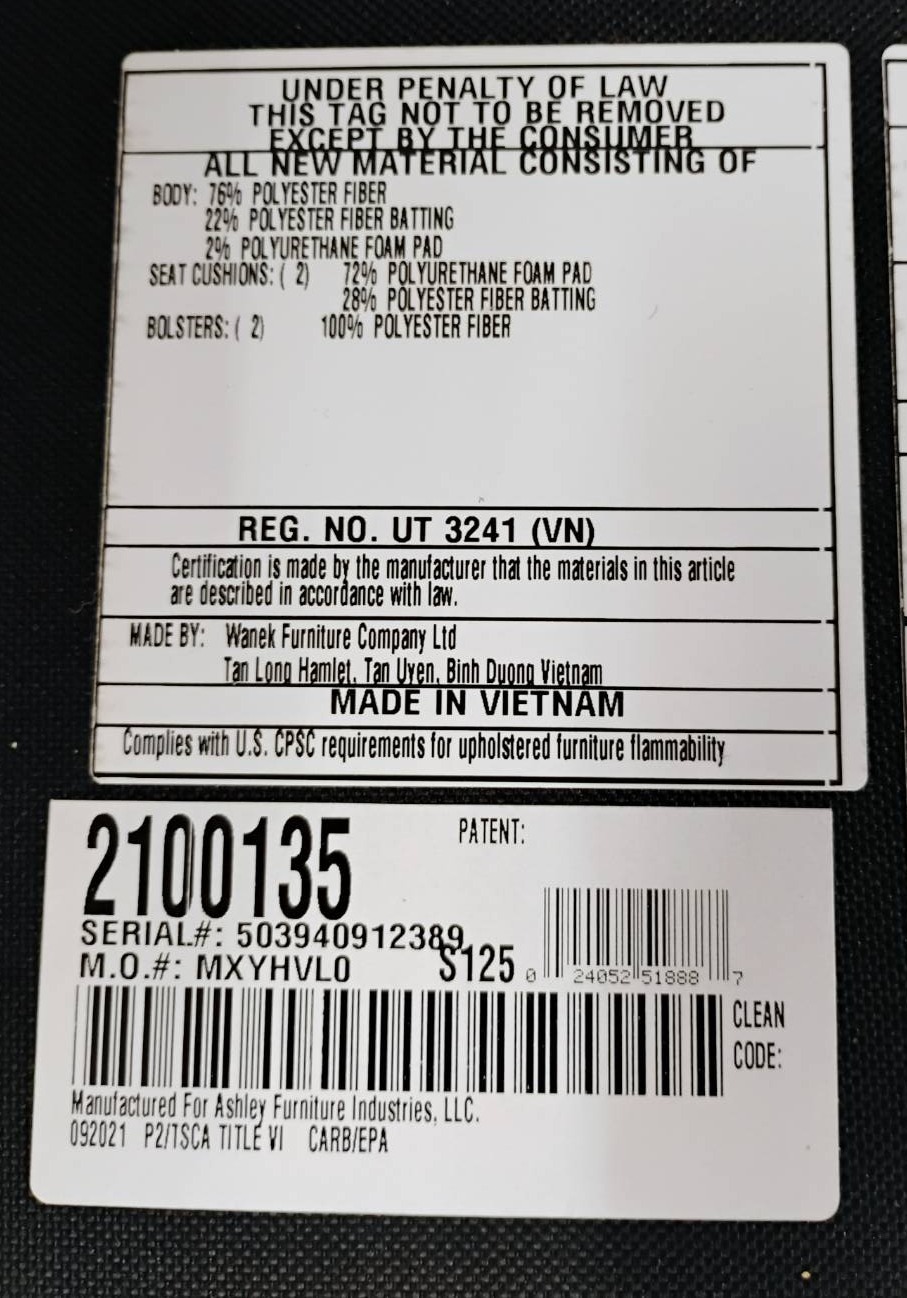 UNDER PENALTY OF LAW
THIS TAG NOT TO BE REMOVED
EXCEPT BY THE CONSUMER
ALL NEW MATERIAL CONSISTING OF
BODY: 76% POLYESTER FIBER
22% POLYESTER FIBER BATTING
2% POLYURETHANE FOAM PAD
SEAT CUSHIONS: ( 2) 72% POLYURETHANE FOAM PAD
28% POLYESTER FIBER BATTING
BOLSTERS: ( 2) 100% POLYESTER FIBER
REG. NO. UT 3241 (VN)
Certification is made by the manufacturer that the materials in this article
are described in accordance with law.
MADE BY: Wanek Furniture Company Ltd
Tan Long Hamlet, Tan Uyen, Binh Duong Vietnam
MADE IN VIETNAM
Complies with U.S. CPSC requirements for upholstered furniture flammability
2100135
PATENT:
SERIAL#: 503940912389
M.O.#: MXYHVL0 S125
0 24052 51888 7
CLEAN
CODE:
Manufactured For Ashley Furniture Industries, LLC.
092021 P2/TSCA TITLE VI CARB/EPA